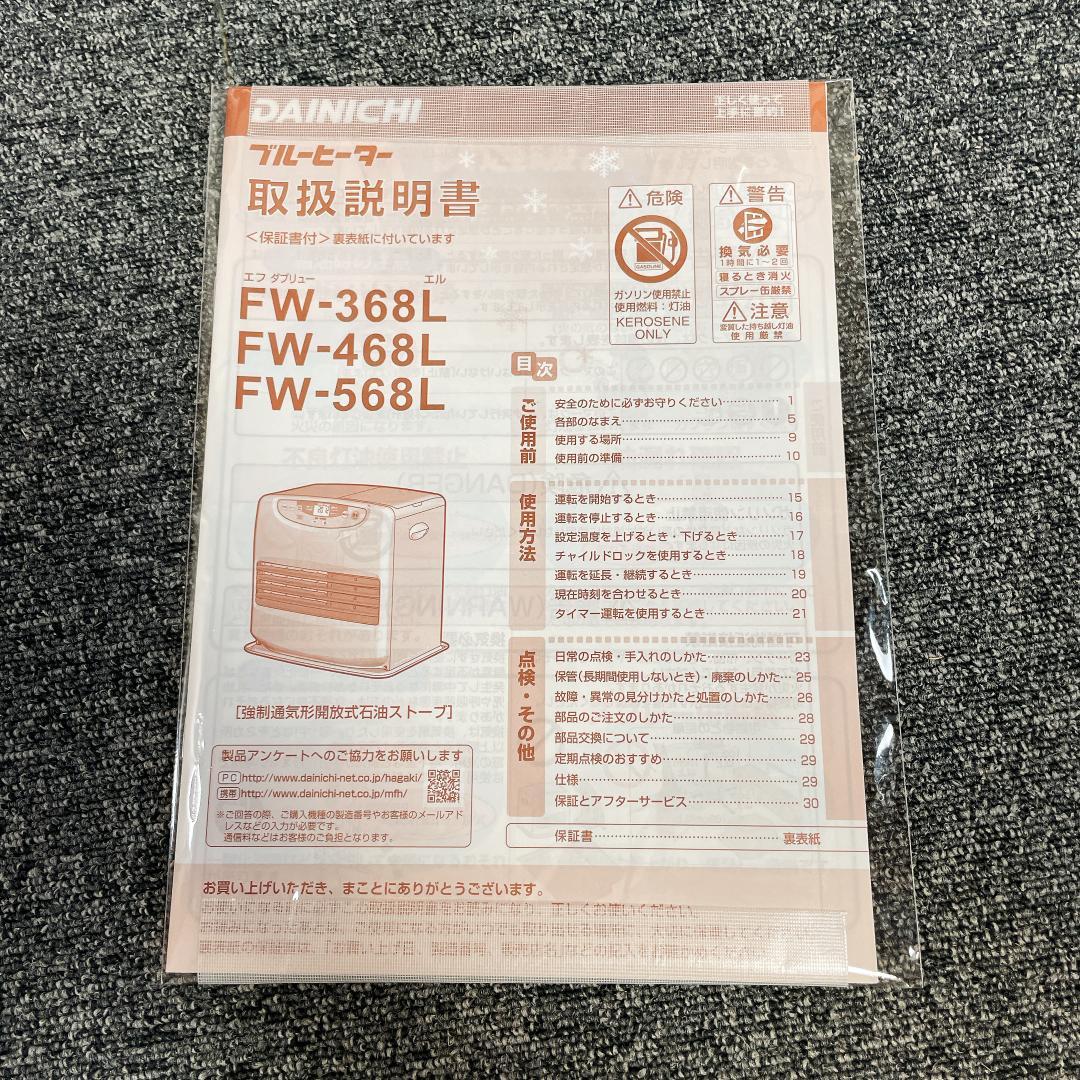 DAINICHI
正しく使って
上手に節約!
ブルーヒーター
取扱説明書
<保証書付>裏表紙に付いています
エフ ダブリュー エル
FW-368L
FW-468L
FW-568L
危険
GASOLINE
ガソリン使用禁止
使用燃料:灯油
KEROSENE
ONLY
警告
換気必要
1時間に1~2回
寝るとき消火
スプレー缶厳禁
注意
変質した持ち越し灯油
使用厳禁
目次
ご使用前
安全のために必ずお守りください 1
各部のなまえ 5
使用する場所 9
使用前の準備 10
使用方法
運転を開始するとき 15
運転を停止するとき 16
設定温度を上げるとき・下げるとき 17
チャイルドロックを使用するとき 18
運転を延長・継続するとき 19
現在時刻を合わせるとき 20
タイマー運転を使用するとき 21
点検・その他
日常の点検・手入れのしかた 23
保管(長期間使用しないとき)・廃棄のしかた 25
故障・異常の見分けかたと処置のしかた 26
部品のご注文のしかた 28
部品交換について 29
定期点検のおすすめ 29
仕様 29
保証とアフターサービス 30
保証書 裏表紙
[強制通気形開放式石油ストーブ]
製品アンケートへのご協力をお願いします
PC http://www.dainichi-net.co.jp/hagaki/
携帯 http://www.dainichi-net.co.jp/mfh/
※ご回答の際、ご購入機種の製造番号やお客様のメールアド
レスなどの入力が必要です。
通信料などはお客様のご負担となります。
お買い上げいただき、まことにありがとうございます。